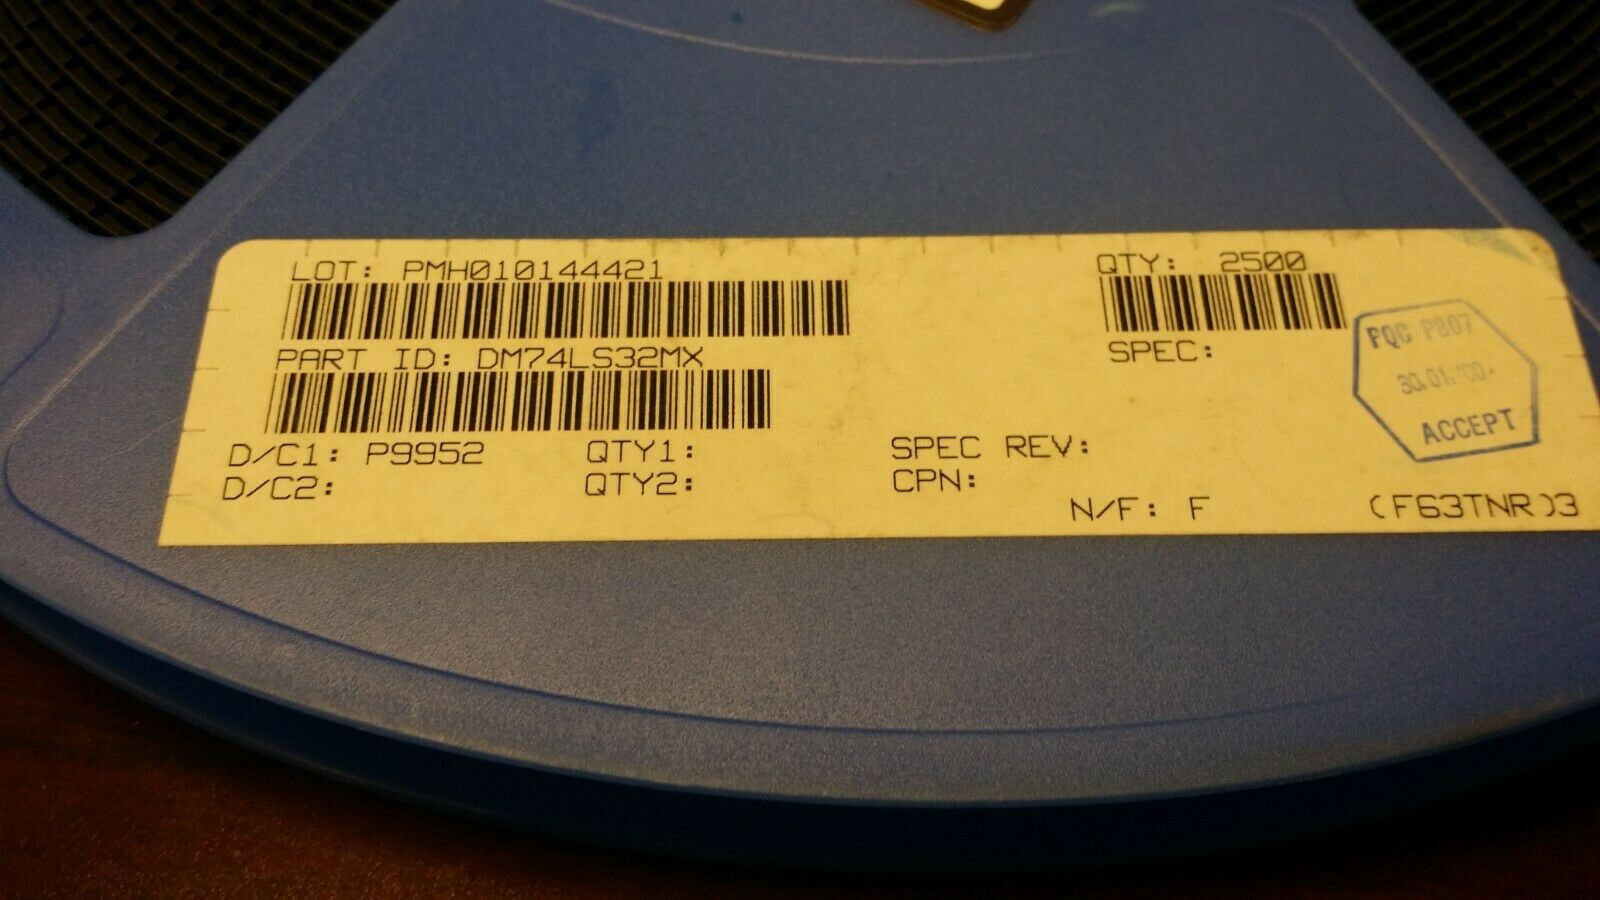 LOT: PMH010144421
QTY: 2500
PART ID: DM74LS32MX
SPEC:
FQC P807
30.01.'00
ACCEPT
D/C1: P9952 QTY1: SPEC REV:
D/C2: QTY2: CPN:
N/F: F (F63TNR)3